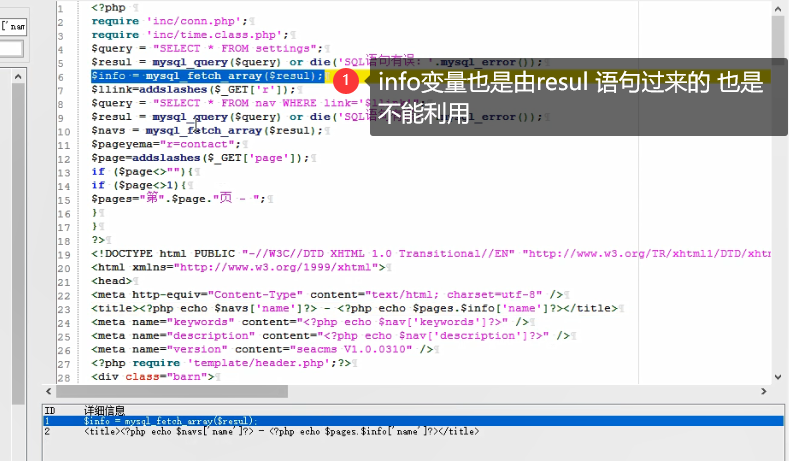 ['nam
1 <?php
2 require 'inc/conn.php';
3 require 'inc/time.class.php';
4 $query = "SELECT * FROM settings";
5 $resul = mysql_query($query) or die('SQL语句有误：'.mysql_error());
6 $info = mysql_fetch_array($resul);
1
info变量也是由resul 语句过来的 也是
不能利用
7 $llink=addslashes($_GET['r']);
8 $query = "SELECT * FROM nav WHERE link='$llink
9 $resul = mysql_query($query) or die('SQL语 mysql_error());
10 $navs = mysql_fetch_array($resul);
11 $pageyema="r=contact";
12 $page=addslashes($_GET['page']);
13 if ($page<>""){
14 if ($page<>1){
15 $pages="第".$page."页 - ";
16 }
17 }
18 ?>
19 <!DOCTYPE html PUBLIC "-//W3C//DTD XHTML 1.0 Transitional//EN" "http://www.w3.org/TR/xhtml1/DTD/xhtm
20 <html xmlns="http://www.w3.org/1999/xhtml">
21 <head>
22 <meta http-equiv="Content-Type" content="text/html; charset=utf-8" />
23 <title><?php echo $navs['name']?> - <?php echo $pages.$info['name']?></title>
24 <meta name="keywords" content="<?php echo $nav['keywords']?>" />
25 <meta name="description" content="<?php echo $nav['description']?>" />
26 <meta name="version" content="seacms V1.0.0310" />
27 <?php require 'template/header.php';?>
28 <div class="barn">
ID 详细信息
1 $info = mysql_fetch_array($resul);
2 <title><?php echo $navs['name']?> - <?php echo $pages.$info['name']?></title>